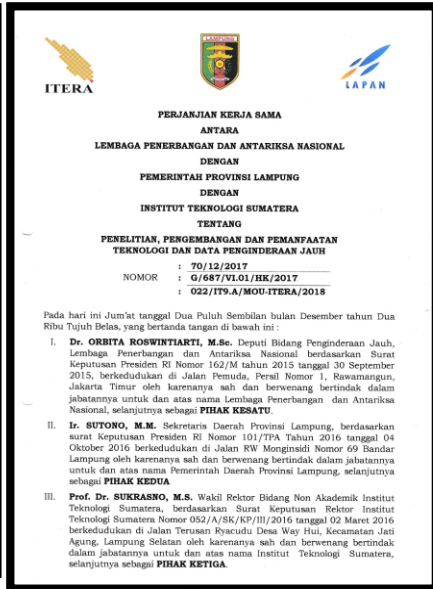 ITERA
LAMPUNG
LAPAN
PERJANJIAN KERJA SAMA
ANTARA
LEMBAGA PENERBANGAN DAN ANTARIKSA NASIONAL
DENGAN
PEMERINTAH PROVINSI LAMPUNG
DENGAN
INSTITUT TEKNOLOGI SUMATERA
TENTANG
PENELITIAN, PENGEMBANGAN DAN PEMANFAATAN
TEKNOLOGI DAN DATA PENGINDERAAN JAUH
: 70/12/2017
NOMOR : G/687/VI.01/HK/2017
: 022/IT9.A/MOU-ITERA/2018
Pada hari ini Jum'at tanggal Dua Puluh Sembilan bulan Desember tahun Dua
Ribu Tujuh Belas, yang bertanda tangan di bawah ini :
I. Dr. ORBITA ROSWINTIARTI, M.Sc. Deputi Bidang Penginderaan Jauh,
Lembaga Penerbangan dan Antariksa Nasional berdasarkan Surat
Keputusan Presiden RI Nomor 162/M tahun 2015 tanggal 30 September
2015, berkedudukan di Jalan Pemuda, Persil Nomor 1, Rawamangun,
Jakarta Timur oleh karenanya sah dan berwenang bertindak dalam
jabatannya untuk dan atas nama Lembaga Penerbangan dan Antariksa
Nasional, selanjutnya sebagai PIHAK KESATU.
II. Ir. SUTONO, M.M. Sekretaris Daerah Provinsi Lampung, berdasarkan
surat Keputusan Presiden RI Nomor 101/TPA Tahun 2016 tanggal 04
Oktober 2016 berkedudukan di Jalan RW Monginsidi Nomor 69 Bandar
Lampung oleh karenanya sah dan berwenang bertindak dalam jabatannya
untuk dan atas nama Pemerintah Daerah Provinsi Lampung, selanjutnya
sebagai PIHAK KEDUA
III. Prof. Dr. SUKRASNO, M.S. Wakil Rektor Bidang Non Akademik Institut
Teknologi Sumatera, berdasarkan Surat Keputusan Rektor Institut
Teknologi Sumatera Nomor 052/A/SK/KP/III/2016 tanggal 02 Maret 2016
berkedudukan di Jalan Terusan Ryacudu Desa Way Hui, Kecamatan Jati
Agung, Lampung Selatan oleh karenanya sah dan berwenang bertindak
dalam jabatannya untuk dan atas nama Institut Teknologi Sumatera,
selanjutnya sebagai PIHAK KETIGA.